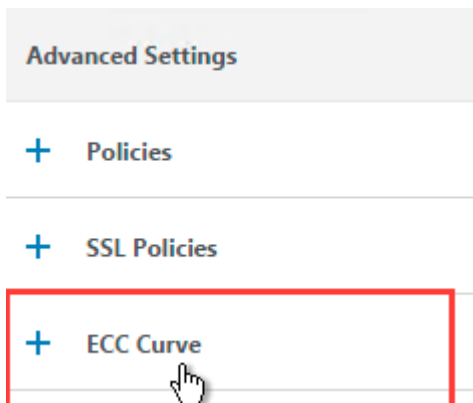 Advanced Settings
+ Policies
+ SSL Policies
+ ECC Curve